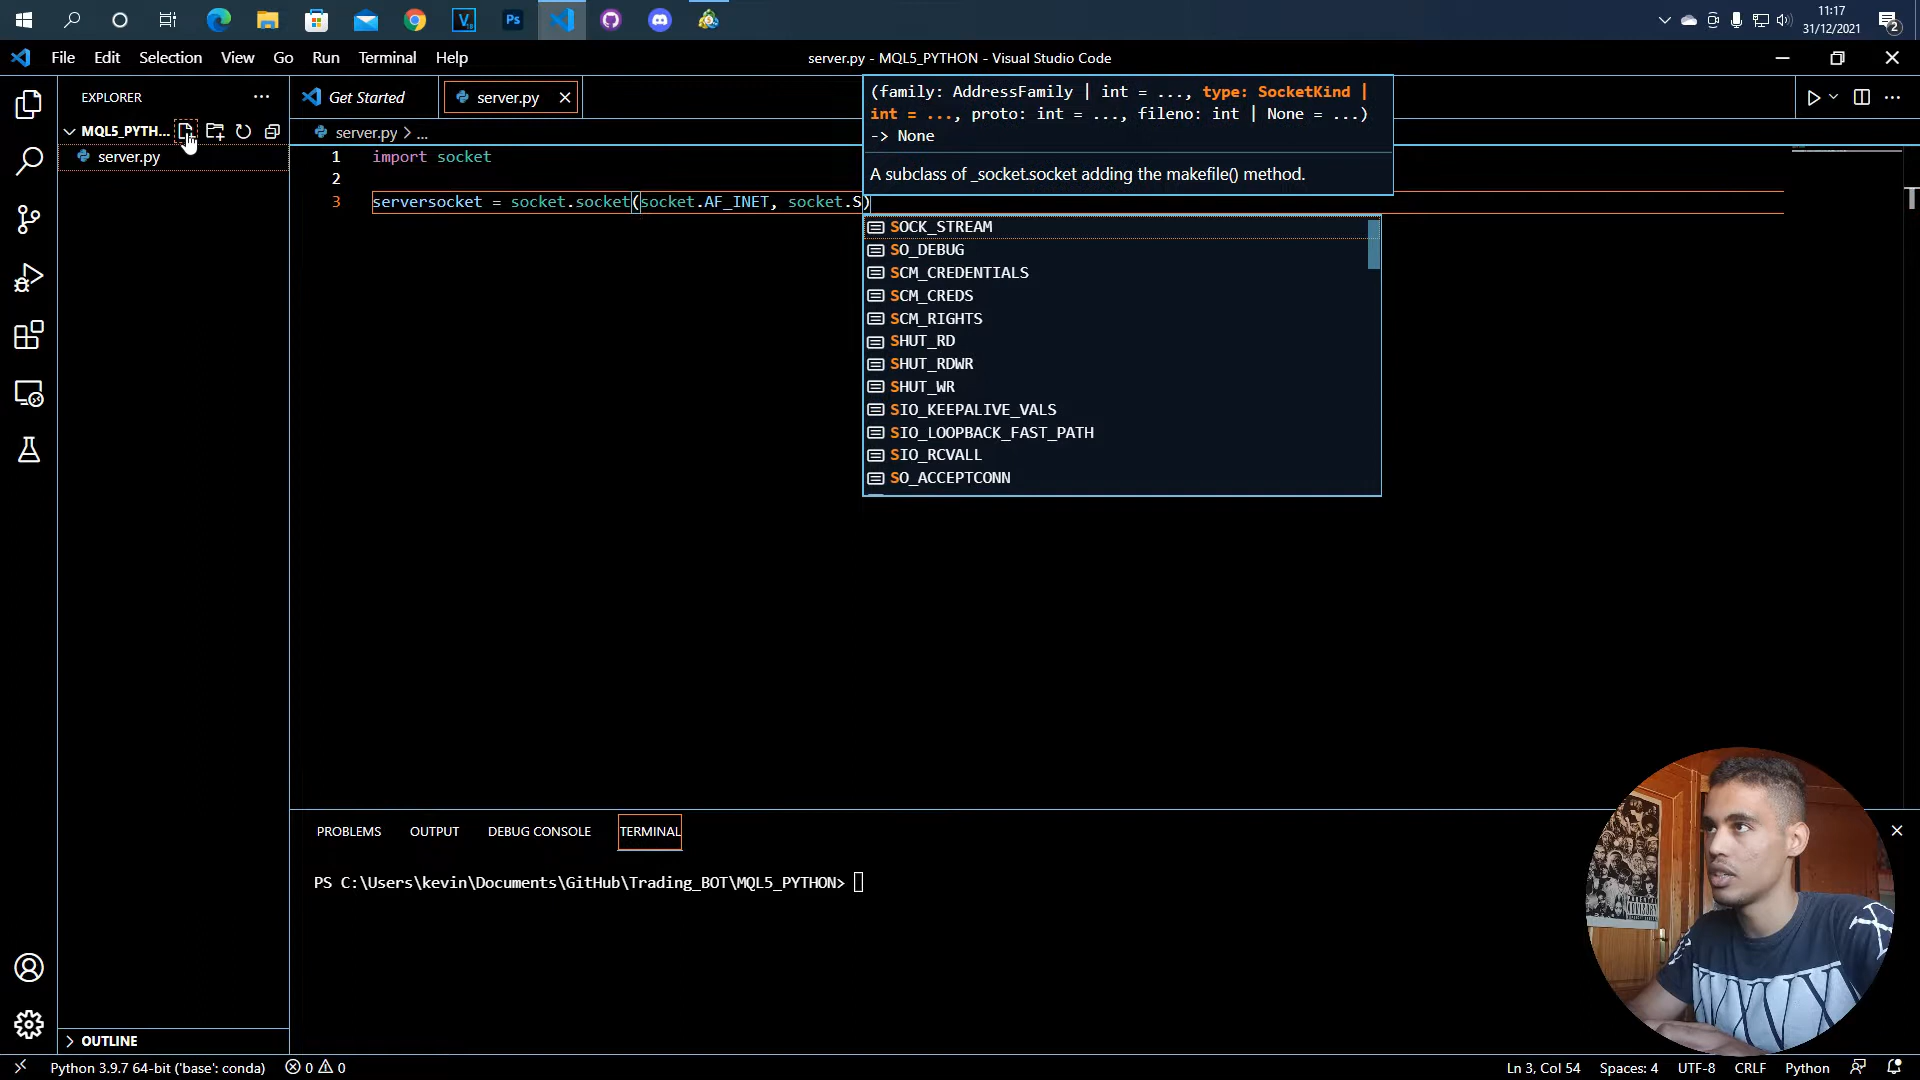 11:17
31/12/2021
2
File Edit Selection View Go Run Terminal Help
server.py - MQL5_PYTHON - Visual Studio Code
EXPLORER
Get Started
server.py
MQL5_PYTH...
server.py
server.py > ...
(family: AddressFamily | int = ..., type: SocketKind |
int = ..., proto: int = ..., fileno: int | None = ...)
-> None
A subclass of _socket.socket adding the makefile() method.
1 import socket
2
3 serversocket = socket.socket(socket.AF_INET, socket.S)
SOCK_STREAM
SO_DEBUG
SCM_CREDENTIALS
SCM_CREDS
SCM_RIGHTS
SHUT_RD
SHUT_RDWR
SHUT_WR
SIO_KEEPALIVE_VALS
SIO_LOOPBACK_FAST_PATH
SIO_RCVALL
SO_ACCEPTCONN
PROBLEMS OUTPUT DEBUG CONSOLE TERMINAL
PS C:\Users\kevin\Documents\GitHub\Trading_BOT\MQL5_PYTHON>
OUTLINE
Python 3.9.7 64-bit ('base': conda) 0 0
Ln 3, Col 54 Spaces: 4 UTF-8 CRLF Python